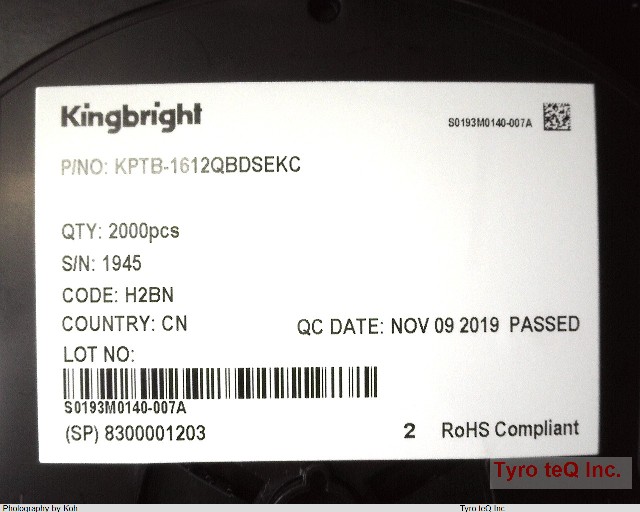 Kingbright
S0193M0140-007A
P/NO: KPTB-1612QBDSEKC
QTY: 2000pcs
S/N: 1945
CODE: H2BN
COUNTRY: CN
QC DATE: NOV 09 2019 PASSED
LOT NO:
S0193M0140-007A
(SP) 8300001203
2 RoHS Compliant
Tyro teQ Inc.
Photography by Koh
Tyro teQ Inc